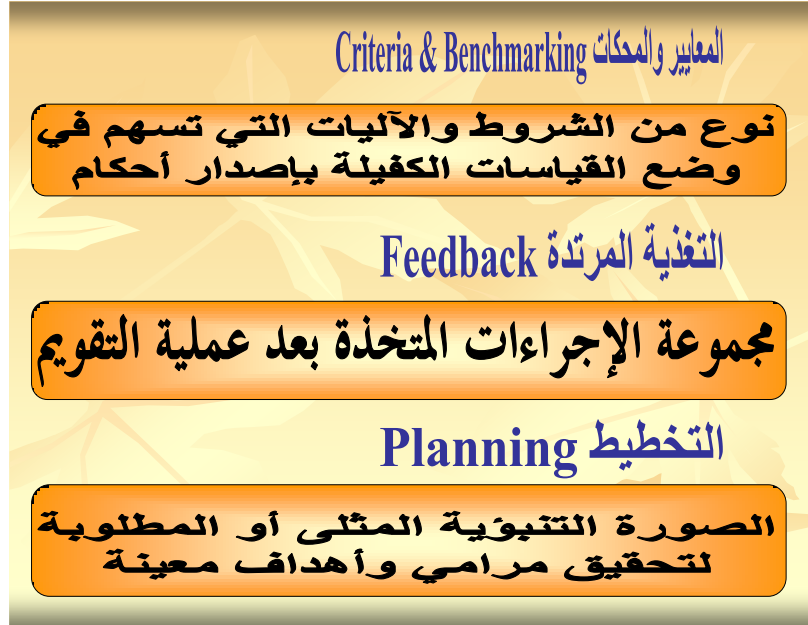 المعايير والمحكات Criteria & Benchmarking
نوع من الشروط والآليات التي تسهم في
وضع القياسات الكفيلة بإصدار أحكام
التغذية المرتدة Feedback
مجموعة الإجراءات المتخذة بعد عملية التقويم
التخطيط Planning
الصورة التنبؤية المثلى أو المطلوبة
لتحقيق مرامي وأهداف معينة